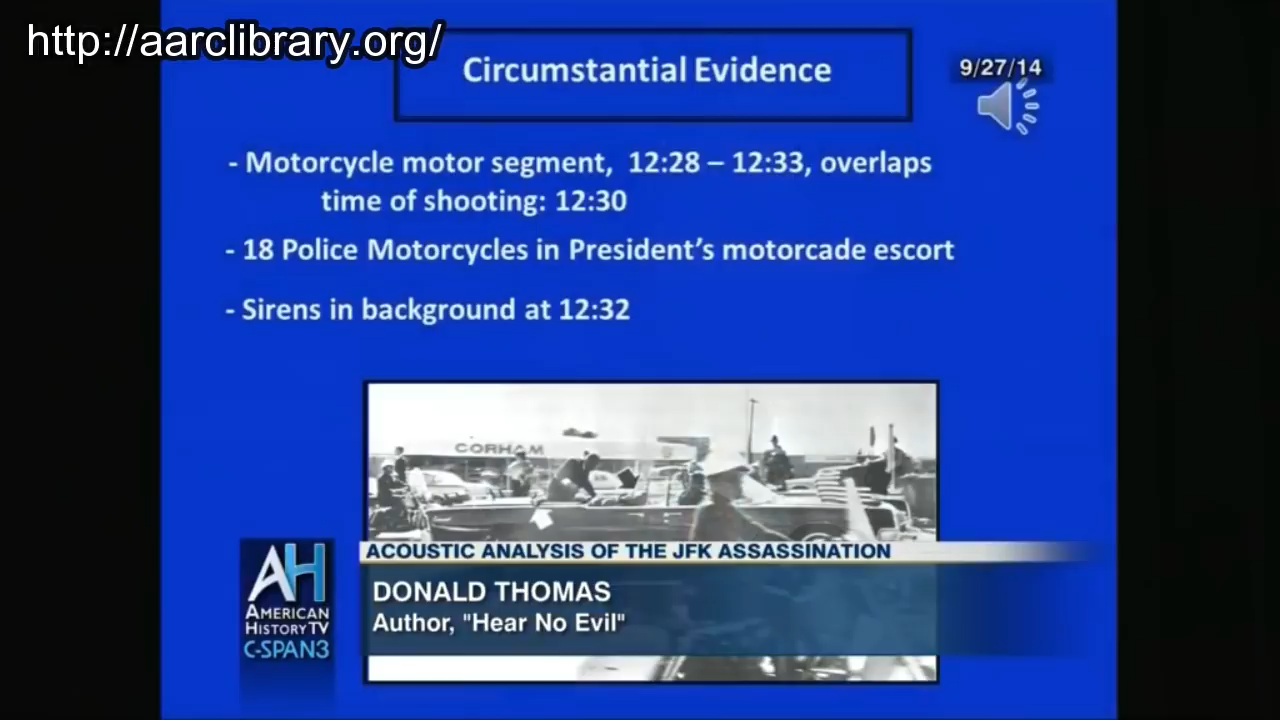 http://aarclibrary.org/
Circumstantial Evidence
9/27/14
- Motorcycle motor segment, 12:28 – 12:33, overlaps
time of shooting: 12:30
- 18 Police Motorcycles in President's motorcade escort
- Sirens in background at 12:32
CORHAM
ACOUSTIC ANALYSIS OF THE JFK ASSASSINATION
DONALD THOMAS
Author, "Hear No Evil"
AH
AMERICAN
HISTORY TV
C-SPAN3